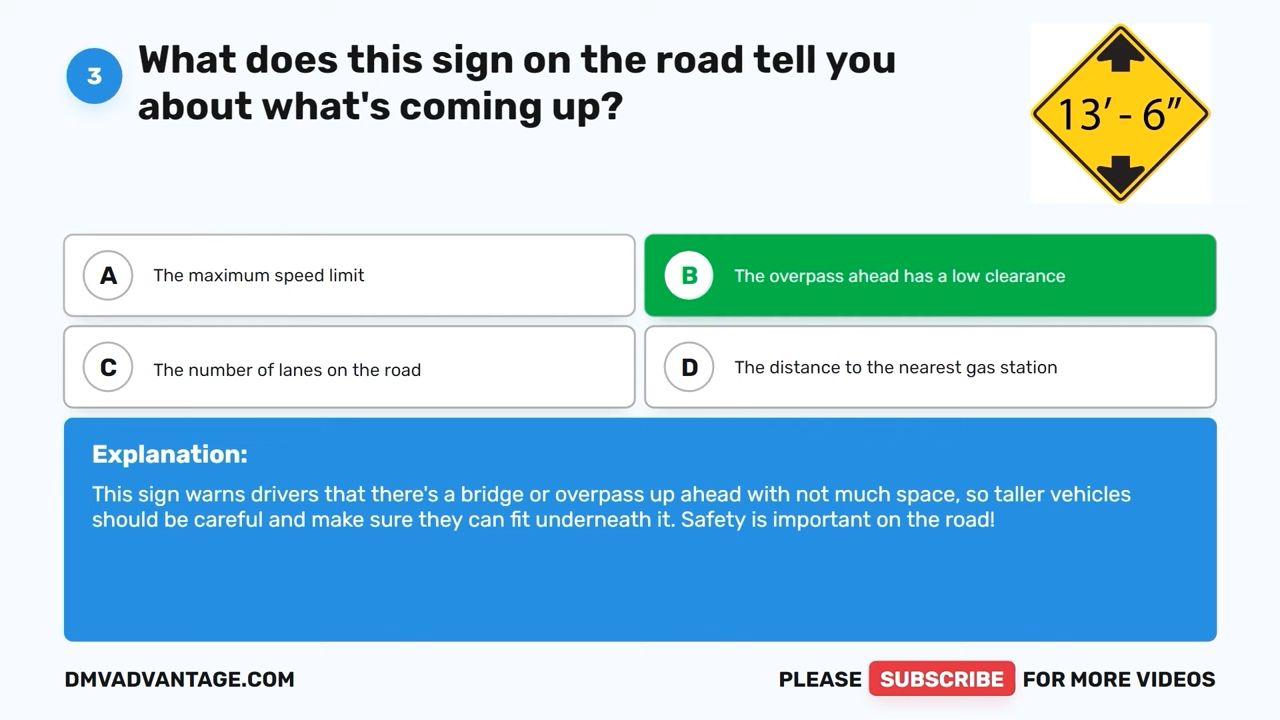 3
What does this sign on the road tell you
about what's coming up?
13’ - 6”
A
The maximum speed limit
B
The overpass ahead has a low clearance
C
The number of lanes on the road
D
The distance to the nearest gas station
Explanation:
This sign warns drivers that there's a bridge or overpass up ahead with not much space, so taller vehicles
should be careful and make sure they can fit underneath it. Safety is important on the road!
DMVADVANTAGE.COM
PLEASE SUBSCRIBE FOR MORE VIDEOS